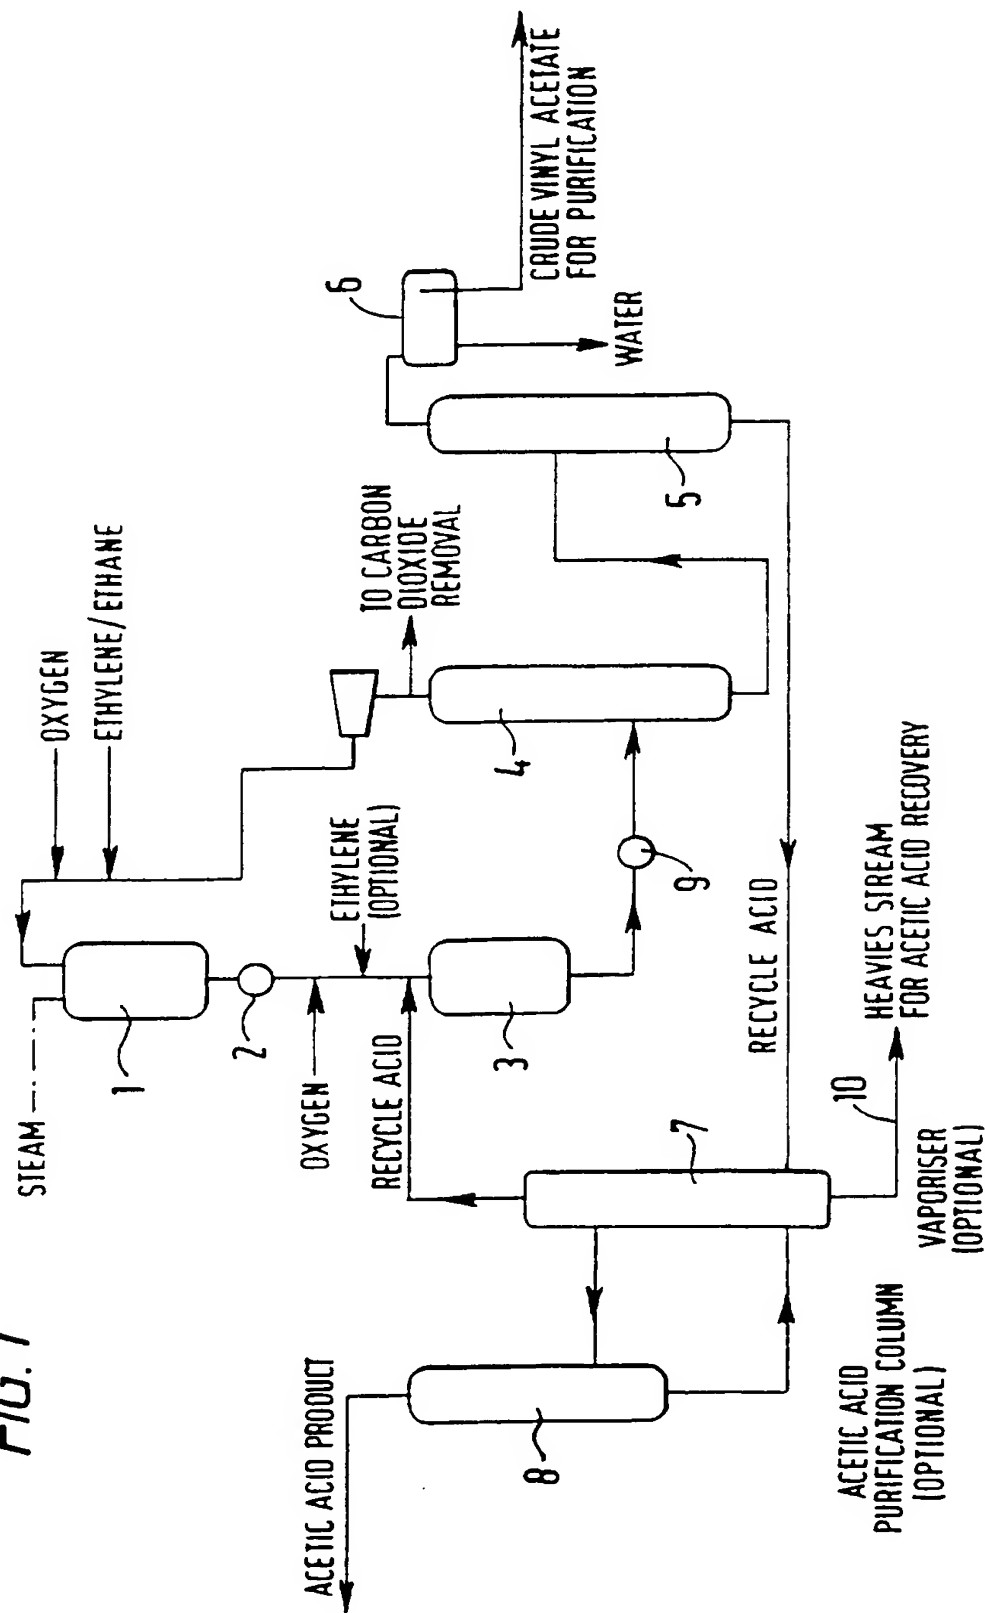 FIG. 1
STEAM
OXYGEN
ETHYLENE/ETHANE
1
2
OXYGEN
ETHYLENE
(OPTIONAL)
RECYCLE ACID
3
TO CARBON
DIOXIDE
REMOVAL
4
9
5
6
CRUDE VINYL ACETATE
FOR PURIFICATION
WATER
RECYCLE ACID
7
10
HEAVIES STREAM
FOR ACETIC ACID RECOVERY
VAPORISER
(OPTIONAL)
ACETIC ACID PRODUCT
8
ACETIC ACID
PURIFICATION COLUMN
(OPTIONAL)